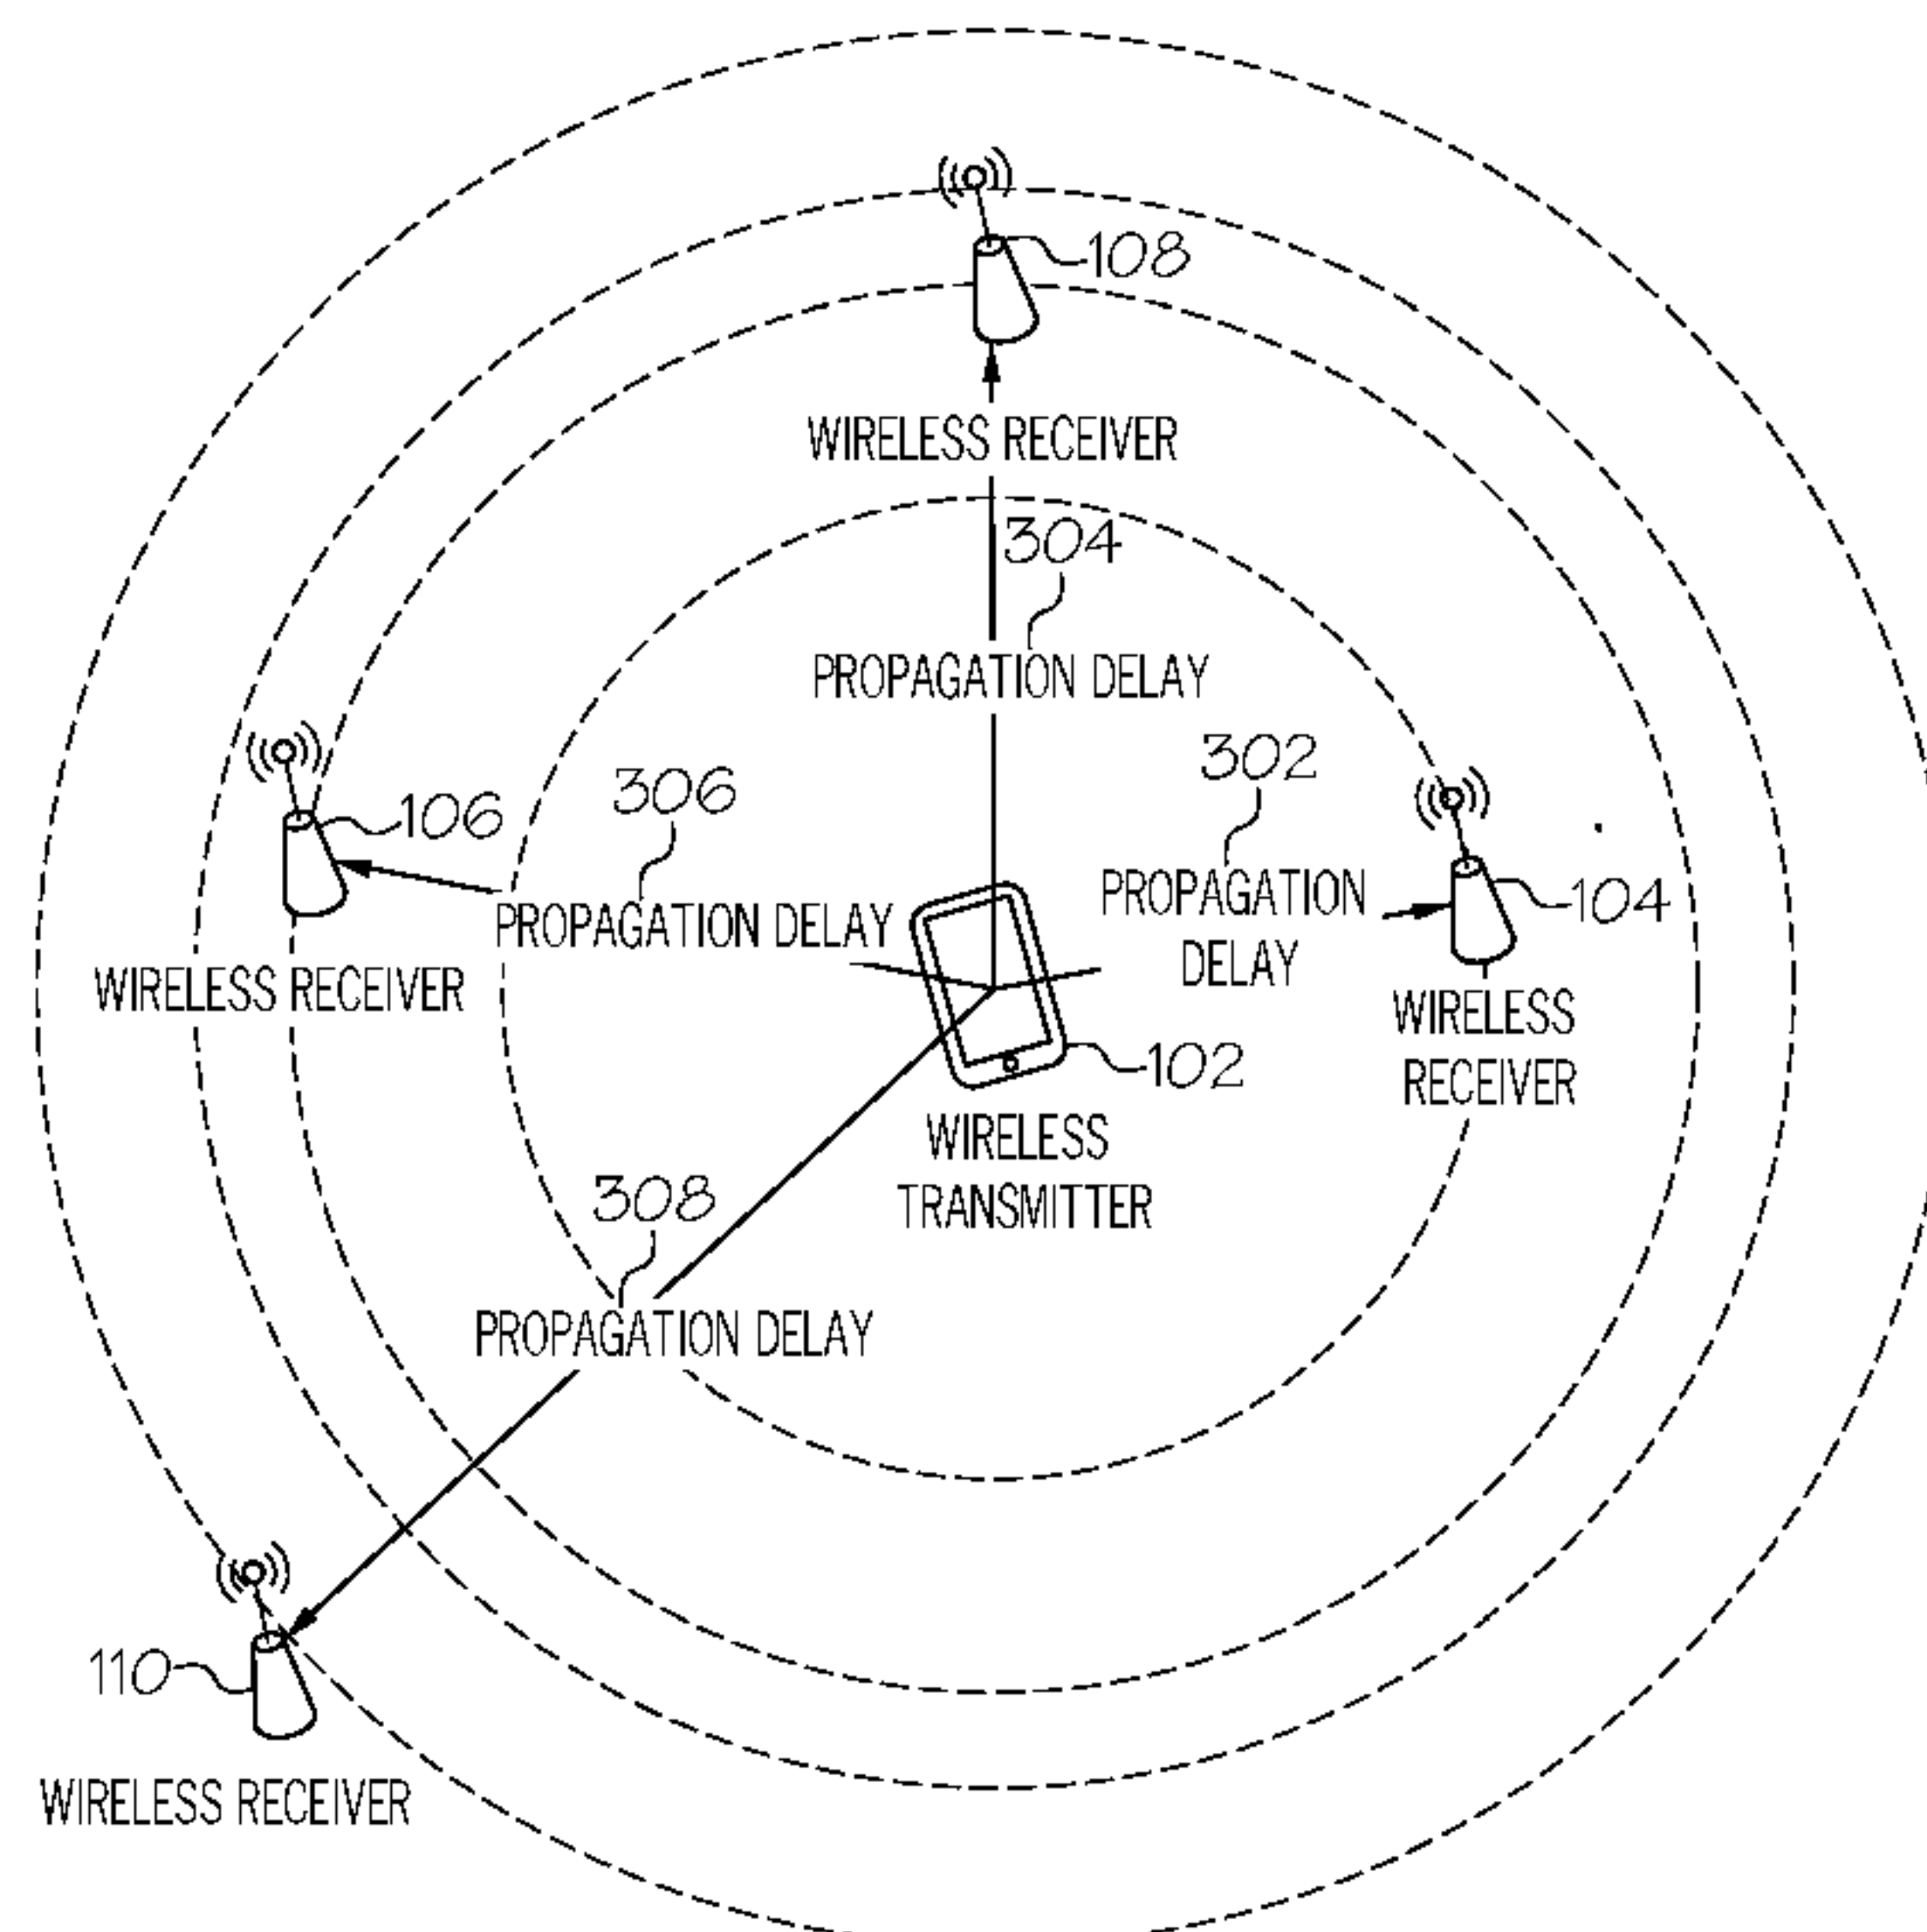 108
WIRELESS RECEIVER
304
PROPAGATION DELAY
302
PROPAGATION
DELAY
306
106
PROPAGATION DELAY
WIRELESS RECEIVER
104
WIRELESS
RECEIVER
102
WIRELESS
TRANSMITTER
308
PROPAGATION DELAY
110
WIRELESS RECEIVER